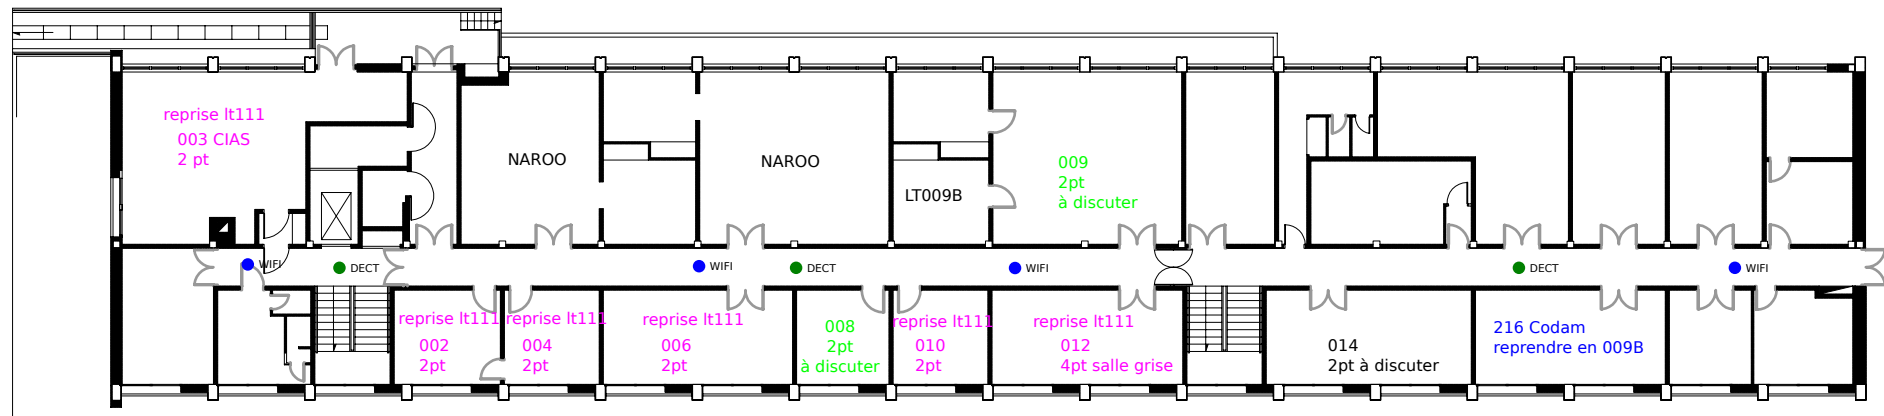 reprise lt111
003 CIAS
2 pt
NAROO
NAROO
LT009B
009
2pt
à discuter
WIFI
DECT
WIFI
DECT
WIFI
DECT
WIFI
reprise lt111
002
2pt
reprise lt111
004
2pt
reprise lt111
006
2pt
008
2pt
à discuter
reprise lt111
010
2pt
reprise lt111
012
4pt salle grise
014
2pt à discuter
216 Codam
reprendre en 009B